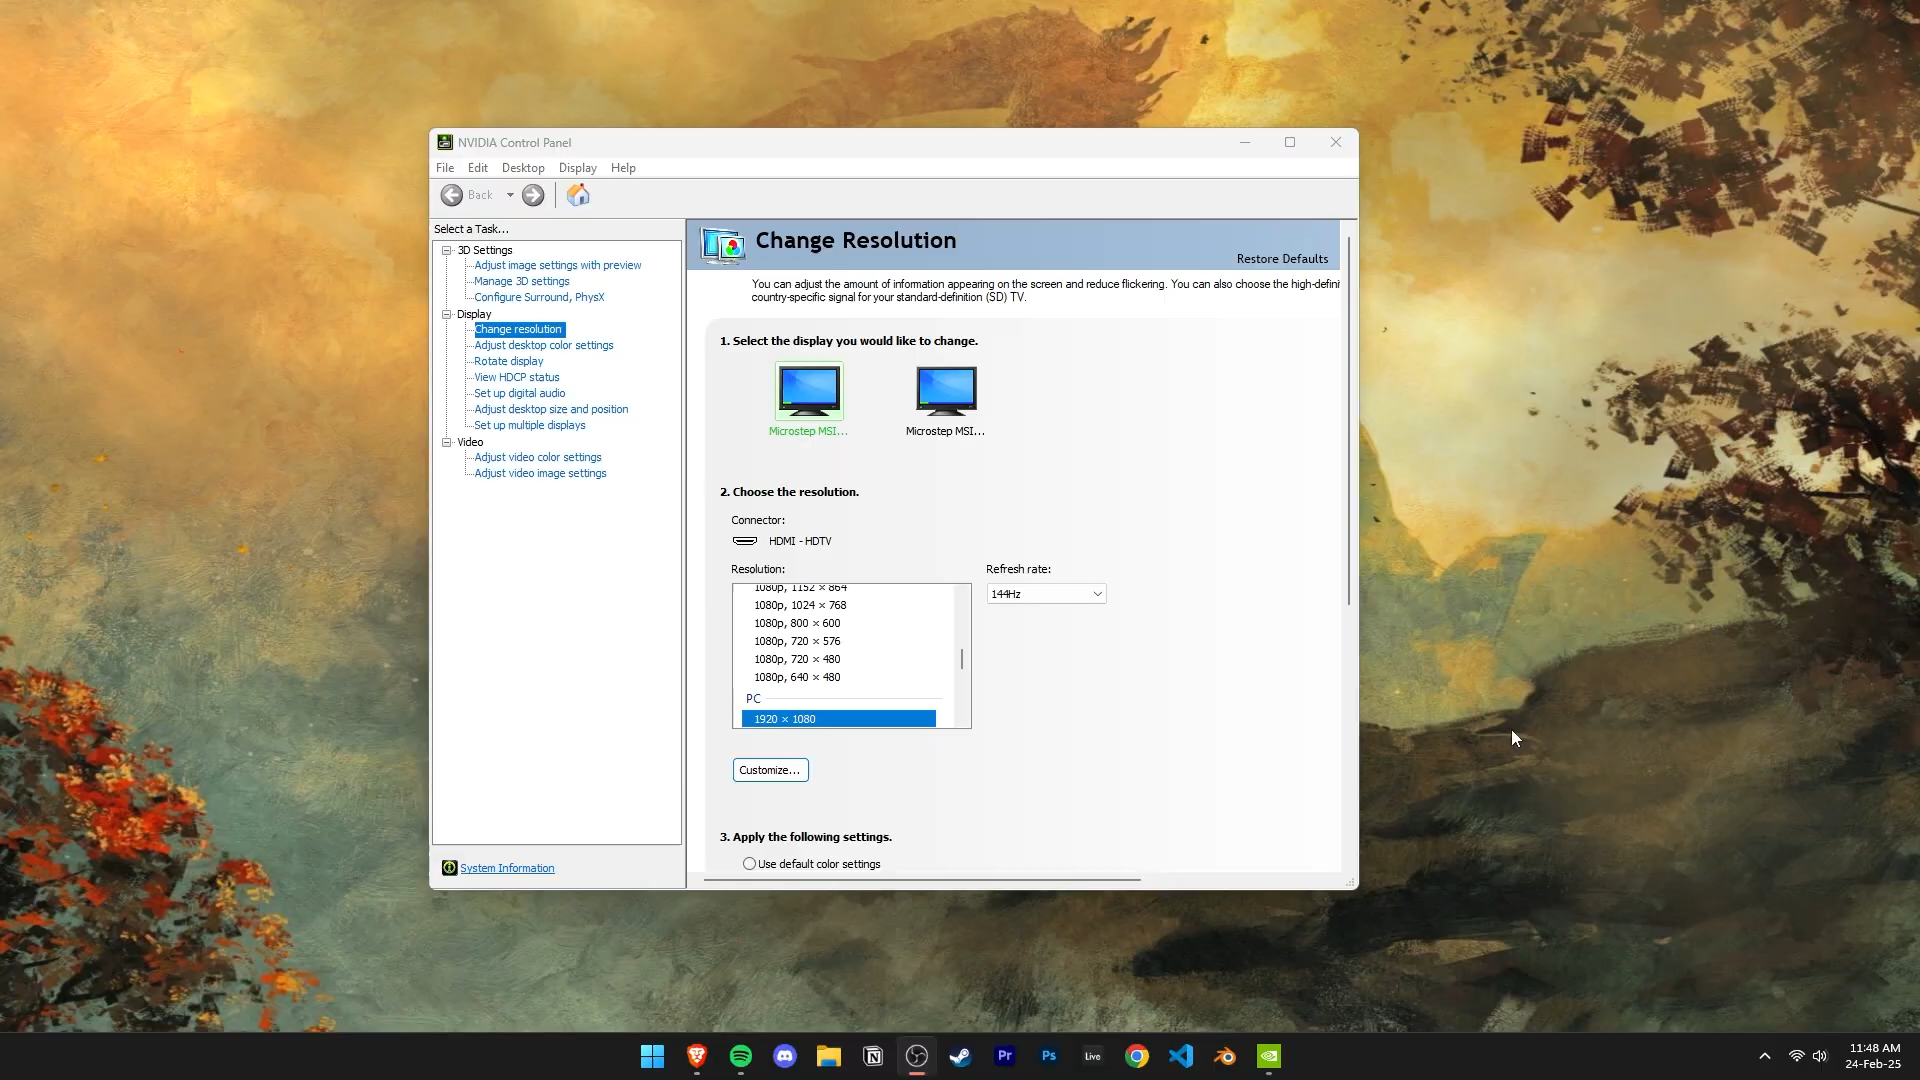 NVIDIA Control Panel
File Edit Desktop Display Help
Back
Select a Task...
3D Settings
Adjust image settings with preview
Manage 3D settings
Configure Surround, PhysX
Display
Change resolution
Adjust desktop color settings
Rotate display
View HDCP status
Set up digital audio
Adjust desktop size and position
Set up multiple displays
Video
Adjust video color settings
Adjust video image settings
System Information
Change Resolution
Restore Defaults
You can adjust the amount of information appearing on the screen and reduce flickering. You can also choose the high-defini
country-specific signal for your standard-definition (SD) TV.
1. Select the display you would like to change.
Microstep MSI... Microstep MSI...
2. Choose the resolution.
Connector:
HDMI - HDTV
Resolution: Refresh rate:
144Hz
1080p, 1152 × 864
1080p, 1024 × 768
1080p, 800 × 600
1080p, 720 × 576
1080p, 720 × 480
1080p, 640 × 480
PC
1920 × 1080
Customize...
3. Apply the following settings.
Use default color settings
Pr Ps Live
11:48 AM
24-Feb-25